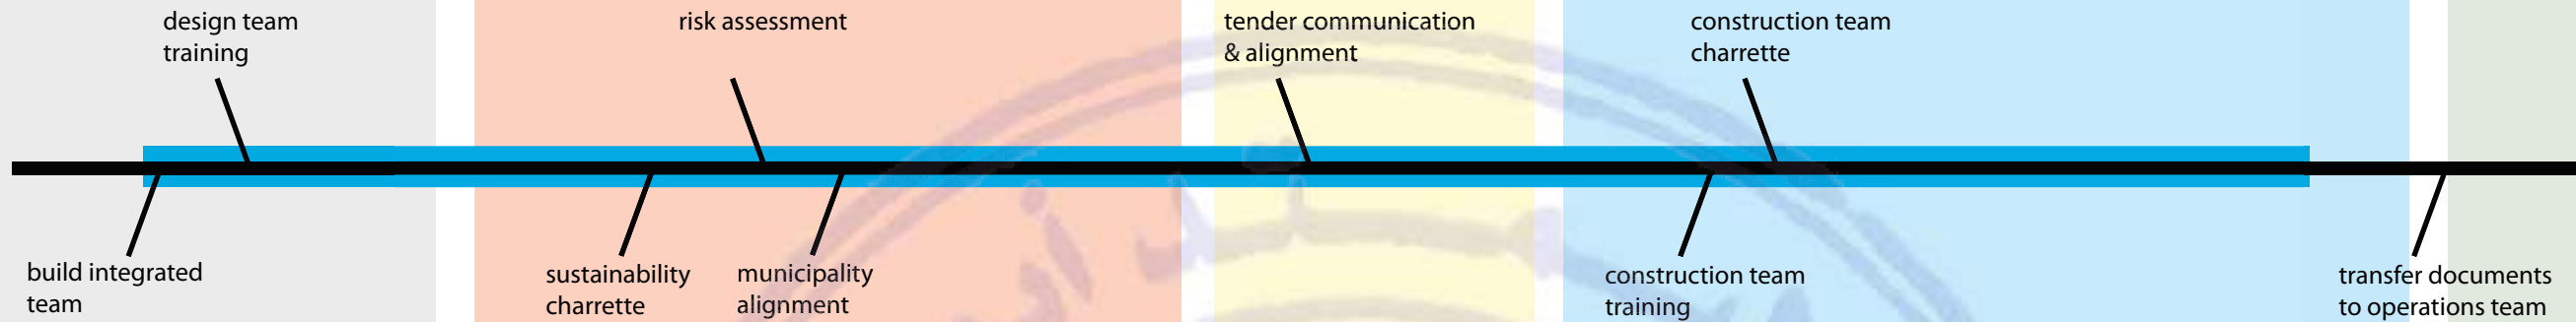 design team
training
risk assessment
tender communication
& alignment
construction team
charrette
build integrated
team
sustainability
charrette
municipality
alignment
construction team
training
transfer documents
to operations team